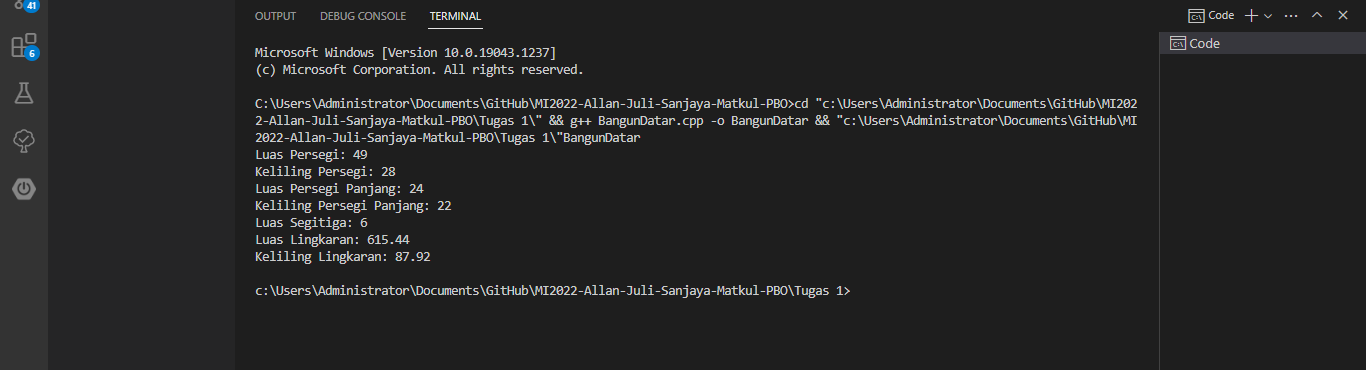 41
6
OUTPUT DEBUG CONSOLE TERMINAL
Code
Code
Microsoft Windows [Version 10.0.19043.1237]
(c) Microsoft Corporation. All rights reserved.
C:\Users\Administrator\Documents\GitHub\MI2022-Allan-Juli-Sanjaya-Matkul-PBO>cd "c:\Users\Administrator\Documents\GitHub\MI202
2-Allan-Juli-Sanjaya-Matkul-PBO\Tugas 1\" && g++ BangunDatar.cpp -o BangunDatar && "c:\Users\Administrator\Documents\GitHub\MI
2022-Allan-Juli-Sanjaya-Matkul-PBO\Tugas 1\"BangunDatar
Luas Persegi: 49
Keliling Persegi: 28
Luas Persegi Panjang: 24
Keliling Persegi Panjang: 22
Luas Segitiga: 6
Luas Lingkaran: 615.44
Keliling Lingkaran: 87.92
c:\Users\Administrator\Documents\GitHub\MI2022-Allan-Juli-Sanjaya-Matkul-PBO\Tugas 1>